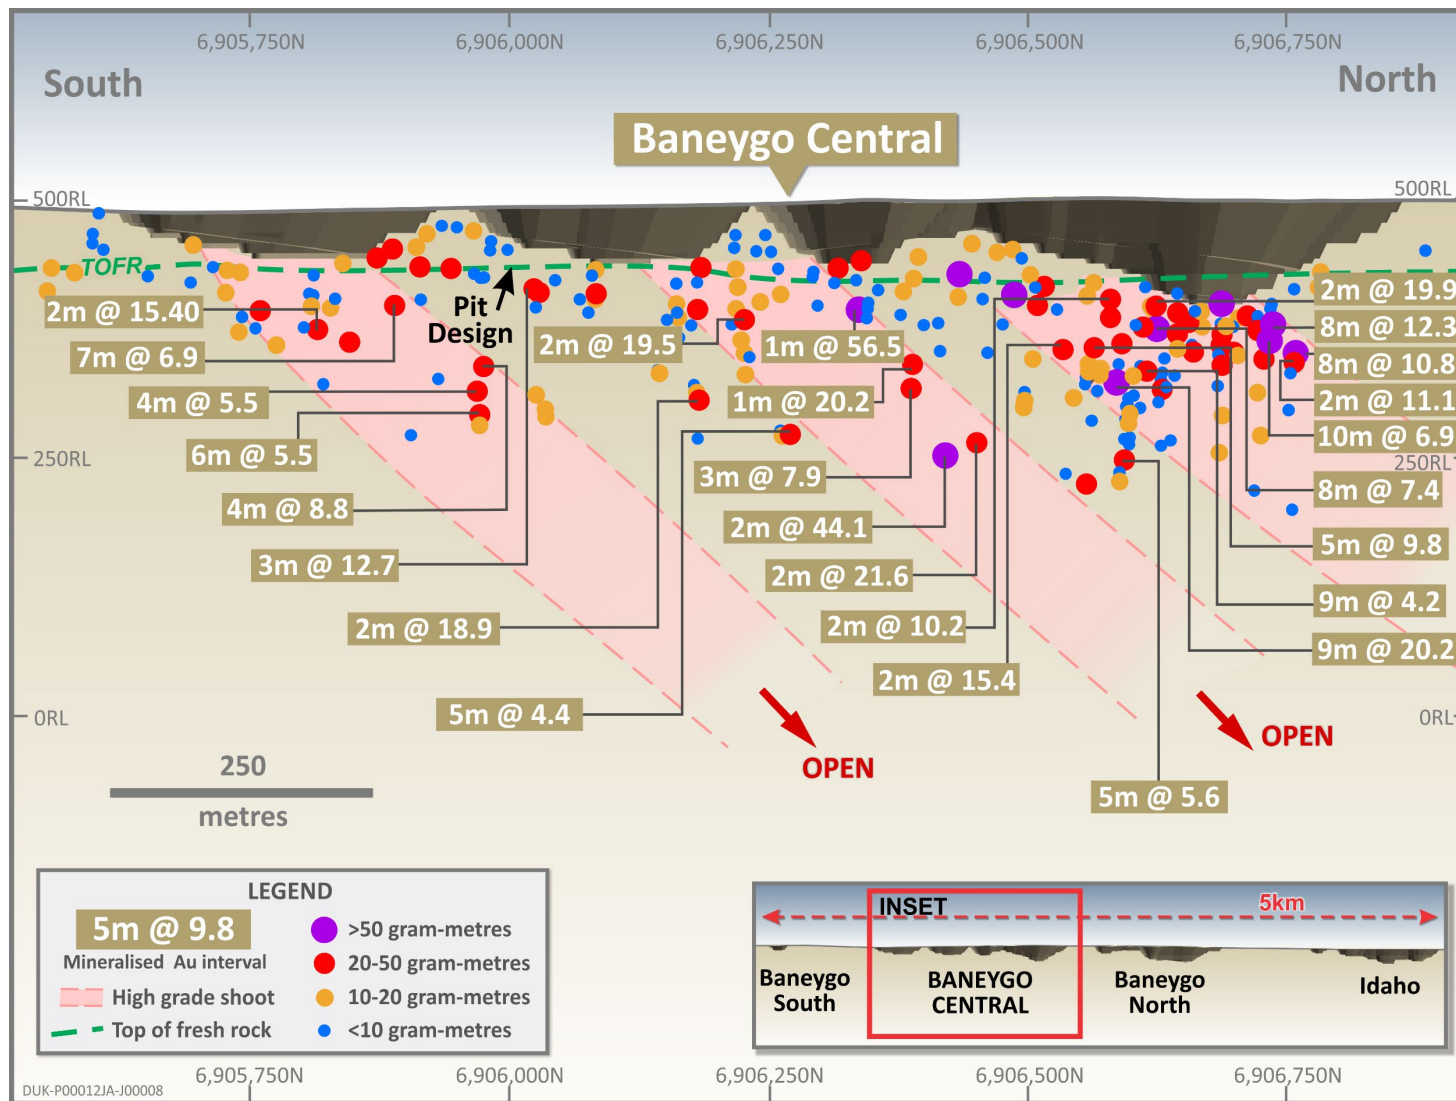 6,905,750N 6,906,000N 6,906,250N 6,906,500N 6,906,750N
South
North
Baneygo Central
500RL
500RL
TOFR
Pit
Design
2m @ 15.40
7m @ 6.9
4m @ 5.5
6m @ 5.5
4m @ 8.8
3m @ 12.7
2m @ 18.9
5m @ 4.4
2m @ 19.5
1m @ 56.5
1m @ 20.2
3m @ 7.9
2m @ 44.1
2m @ 21.6
2m @ 10.2
2m @ 15.4
5m @ 5.6
2m @ 19.9
8m @ 12.3
8m @ 10.8
2m @ 11.1
10m @ 6.9
8m @ 7.4
5m @ 9.8
9m @ 4.2
9m @ 20.2
250RL
250RL
0RL
0RL
OPEN
OPEN
250
metres
LEGEND
5m @ 9.8
Mineralised Au interval
High grade shoot
Top of fresh rock
>50 gram-metres
20-50 gram-metres
10-20 gram-metres
<10 gram-metres
INSET
5km
Baneygo
South
BANEYGO
CENTRAL
Baneygo
North
Idaho
DUK-P00012JA-J00008
6,905,750N 6,906,000N 6,906,250N 6,906,500N 6,906,750N